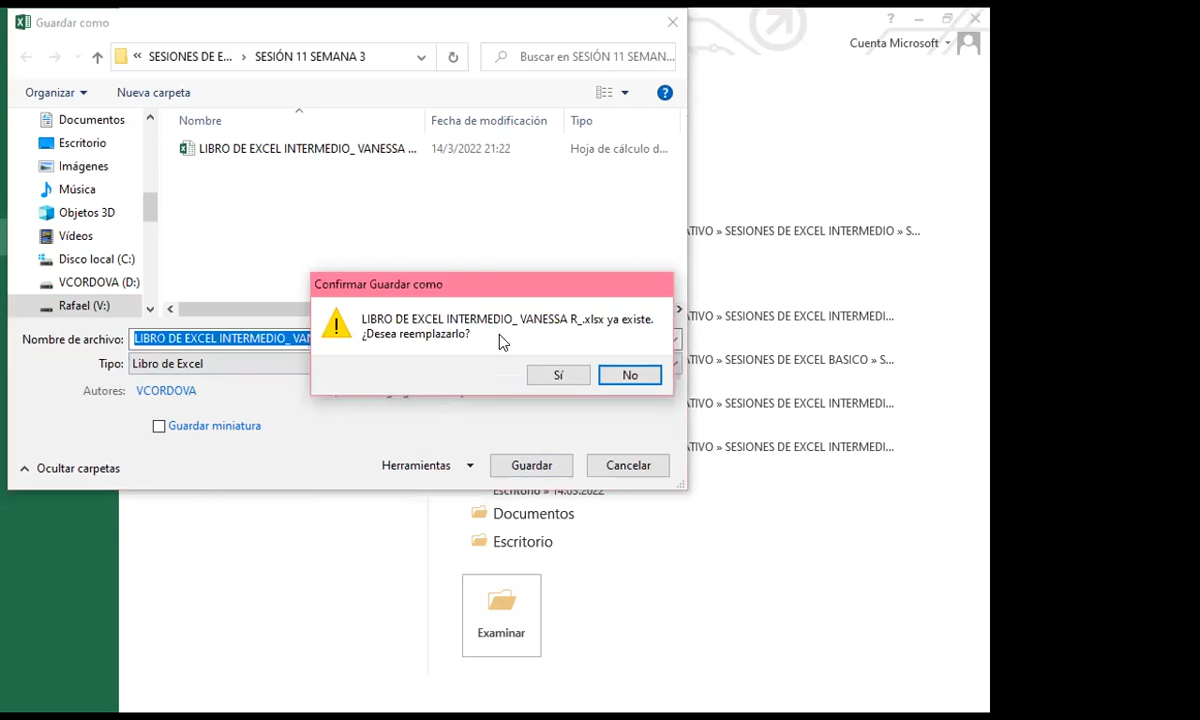 Guardar como
?
Cuenta Microsoft
« SESIONES DE E... › SESIÓN 11 SEMANA 3
Buscar en SESIÓN 11 SEMAN...
Organizar
Nueva carpeta
?
Documentos
Escritorio
Imágenes
Música
Objetos 3D
Vídeos
Disco local (C:)
VCORDOVA (D:)
Rafael (V:)
Nombre
Fecha de modificación
Tipo
LIBRO DE EXCEL INTERMEDIO_ VANESSA ...
14/3/2022 21:22
Hoja de cálculo d...
ATIVO » SESIONES DE EXCEL INTERMEDIO » S...
ATIVO » SESIONES DE EXCEL INTERMEDI...
ATIVO » SESIONES DE EXCEL BASICO » S...
ATIVO » SESIONES DE EXCEL INTERMEDI...
ATIVO » SESIONES DE EXCEL INTERMEDI...
Confirmar Guardar como
LIBRO DE EXCEL INTERMEDIO_ VANESSA R_.xlsx ya existe.
¿Desea reemplazarlo?
Sí
No
Nombre de archivo: LIBRO DE EXCEL INTERMEDIO_ VAN
Tipo: Libro de Excel
Autores: VCORDOVA
Guardar miniatura
Ocultar carpetas
Herramientas
Guardar
Cancelar
Escritorio » 14.03.2022
Documentos
Escritorio
Examinar